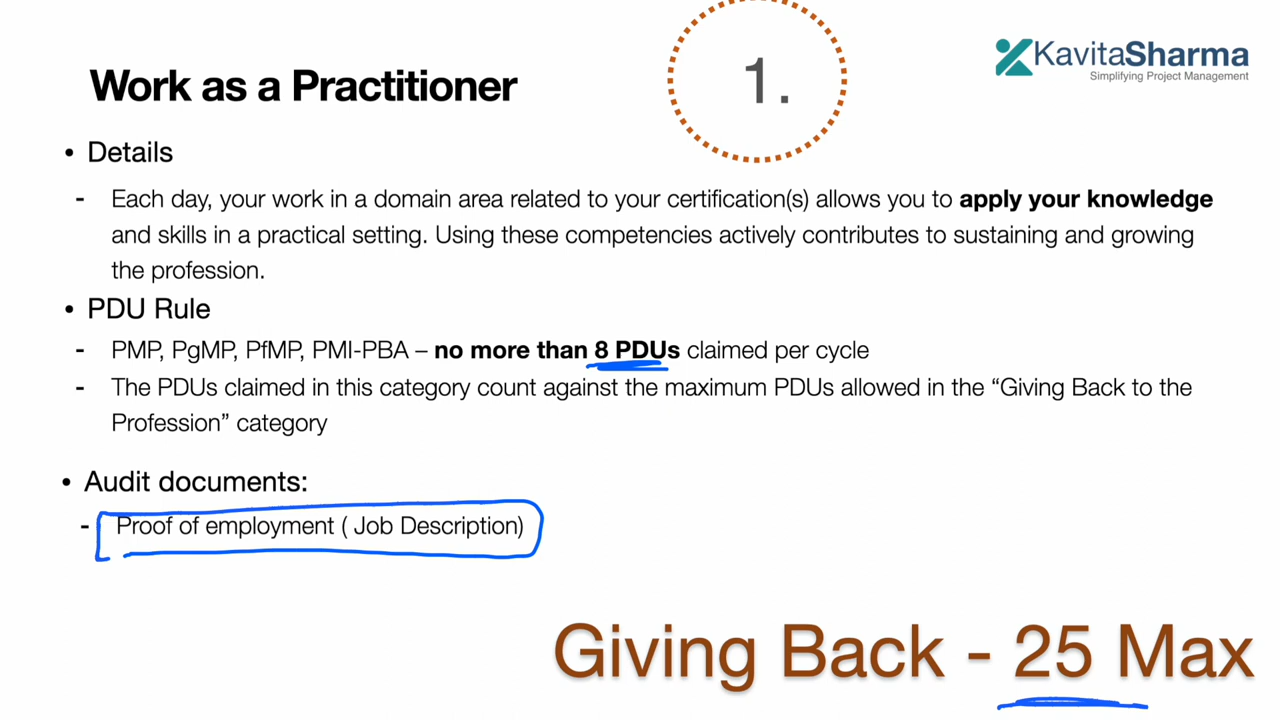 1.
KavitaSharma
Simplifying Project Management
Work as a Practitioner
• Details
- Each day, your work in a domain area related to your certification(s) allows you to apply your knowledge
and skills in a practical setting. Using these competencies actively contributes to sustaining and growing
the profession.
• PDU Rule
- PMP, PgMP, PfMP, PMI-PBA – no more than 8 PDUs claimed per cycle
- The PDUs claimed in this category count against the maximum PDUs allowed in the “Giving Back to the
Profession” category
• Audit documents:
- Proof of employment ( Job Description)
Giving Back - 25 Max